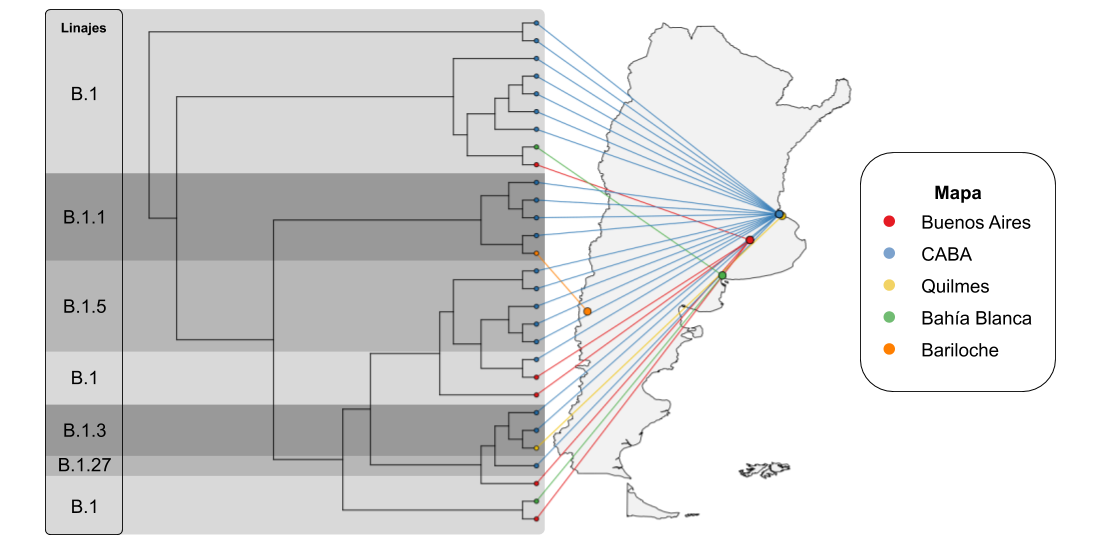 Linajes
B.1
B.1.1
B.1.5
B.1
B.1.3
B.1.27
B.1
Mapa
Buenos Aires
CABA
Quilmes
Bahía Blanca
Bariloche